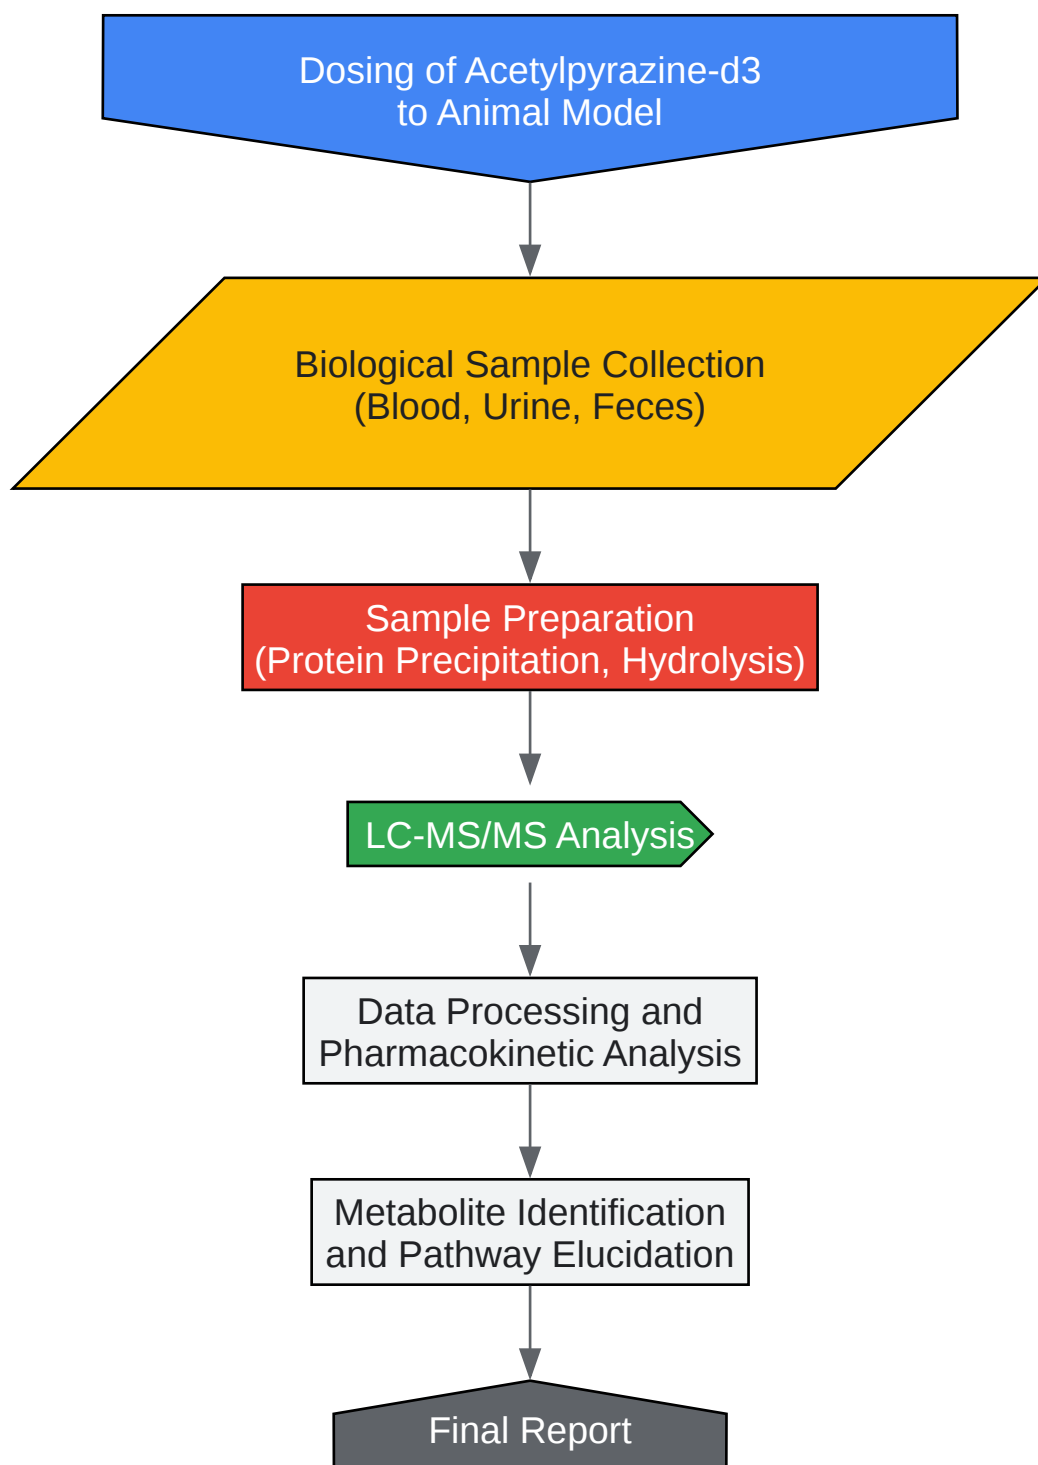 Dosing of Acetylpyrazine-d3
to Animal Model
Biological Sample Collection
(Blood, Urine, Feces)
Sample Preparation
(Protein Precipitation, Hydrolysis)
LC-MS/MS Analysis
Data Processing and
Pharmacokinetic Analysis
Metabolite Identification
and Pathway Elucidation
Final Report